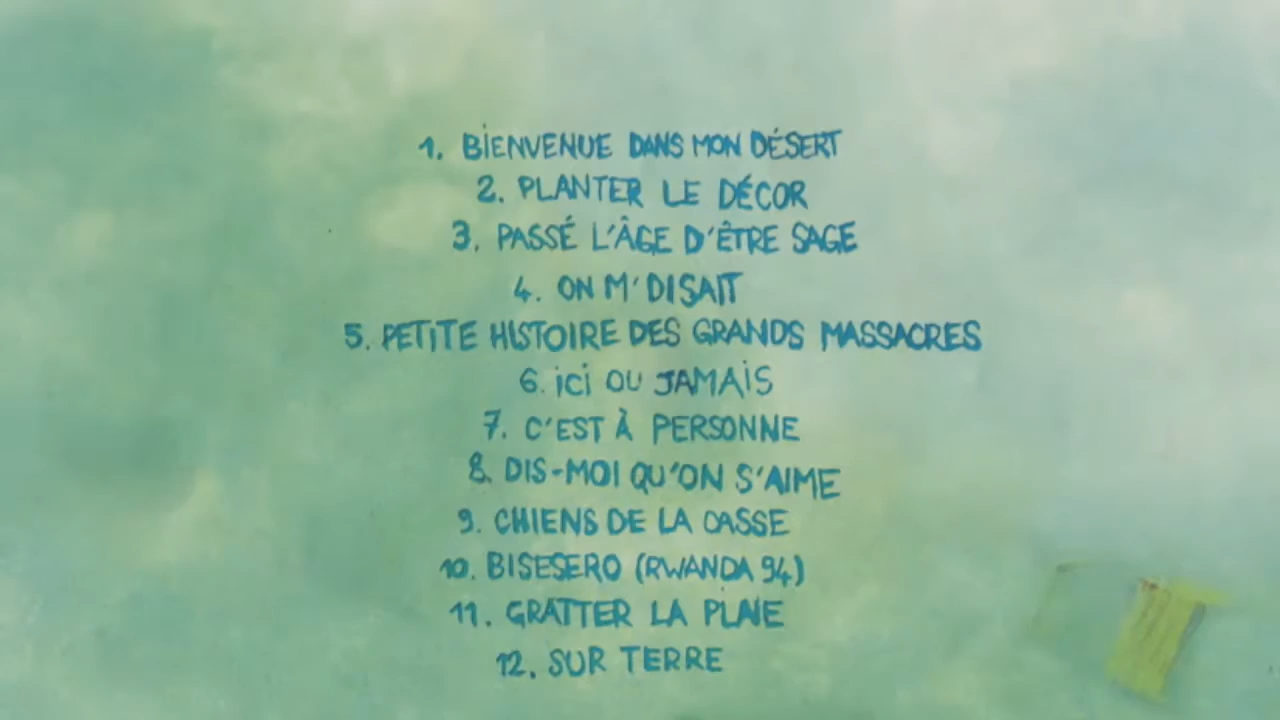 1. BIENVENUE DANS MON DÉSERT
2. PLANTER LE DÉCOR
3. PASSÉ L'ÂGE D'ÊTRE SAGE
4. ON M'DISAIT
5. PETITE HISTOIRE DES GRANDS MASSACRES
6. ICI OU JAMAIS
7. C'EST À PERSONNE
8. DIS-MOI QU'ON S'AIME
9. CHIENS DE LA CASSE
10. BISESERO (RWANDA 94)
11. GRATTER LA PLAIE
12. SUR TERRE